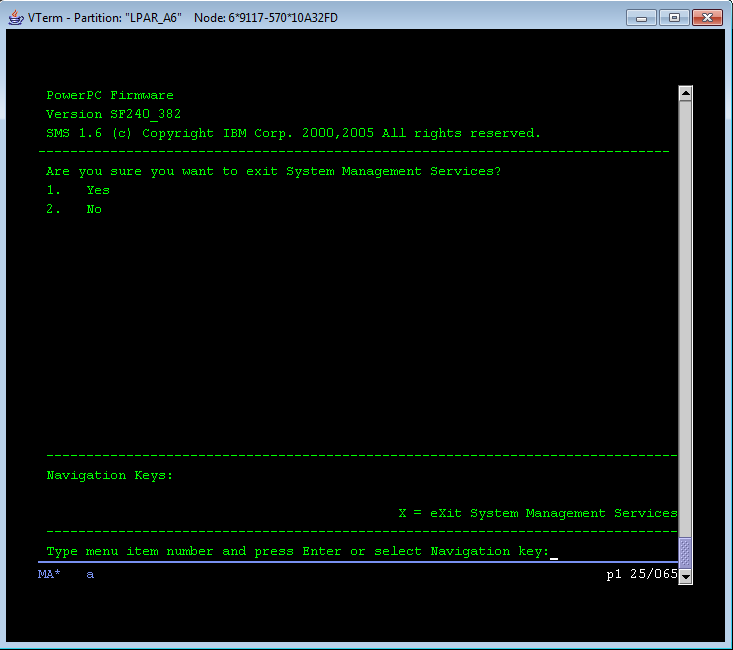 VTerm - Partition: "LPAR_A6"   Node: 6*9117-570*10A32FD
PowerPC Firmware
Version SF240_382
SMS 1.6 (c) Copyright IBM Corp. 2000,2005 All rights reserved.
Are you sure you want to exit System Management Services?
1.   Yes
2.   No
Navigation Keys:
X = eXit System Management Services
Type menu item number and press Enter or select Navigation key:_
MA*   a   p1 25/065